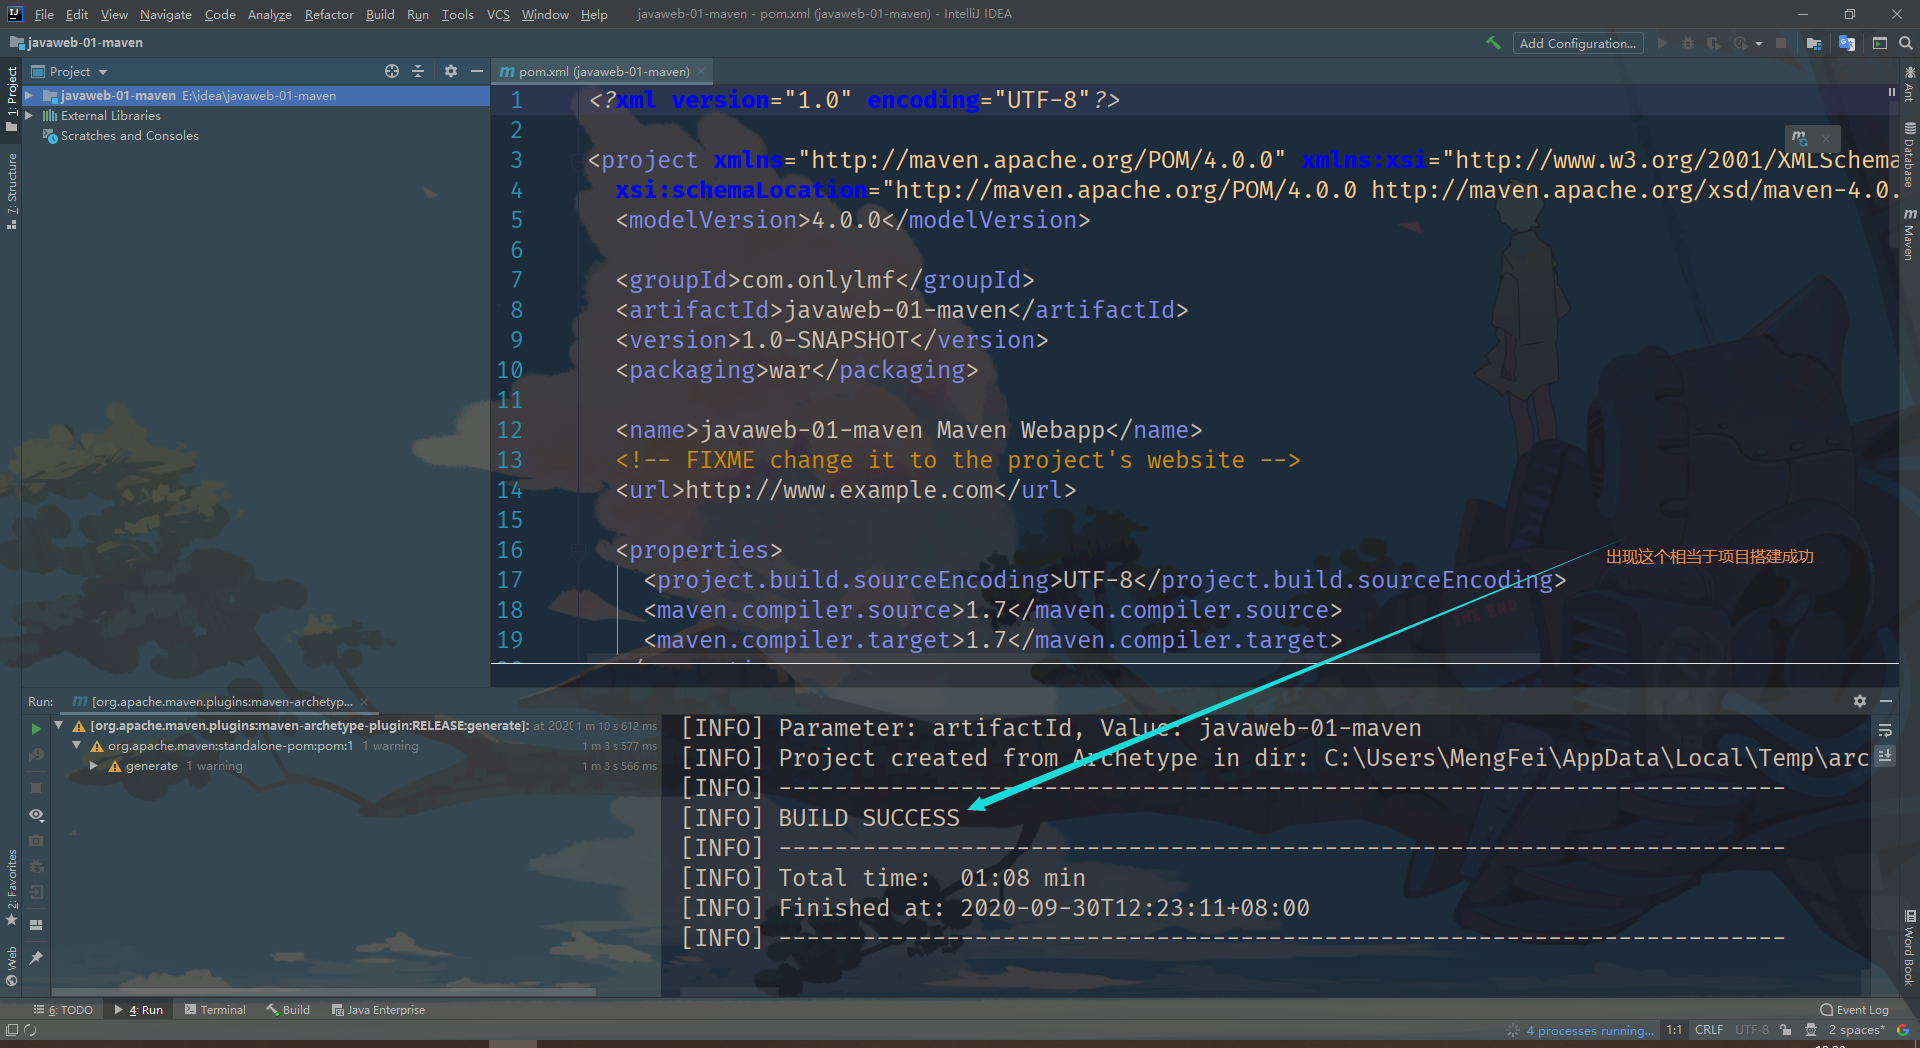 File Edit View Navigate Code Analyze Refactor Build Run Tools VCS Window Help javaweb-01-maven - pom.xml (javaweb-01-maven) - IntelliJ IDEA
javaweb-01-maven Add Configuration...
Project pom.xml (javaweb-01-maven)
javaweb-01-maven E:\idea\javaweb-01-maven
External Libraries
Scratches and Consoles
1: Project
7: Structure
2: Favorites
Web
Ant
Database
Maven
Word Book
1 <?xml version="1.0" encoding="UTF-8"?>
2
3 <project xmlns="http://maven.apache.org/POM/4.0.0" xmlns:xsi="http://www.w3.org/2001/XMLSchema
4 xsi:schemaLocation="http://maven.apache.org/POM/4.0.0 http://maven.apache.org/xsd/maven-4.0.
5 <modelVersion>4.0.0</modelVersion>
6
7 <groupId>com.onlylmf</groupId>
8 <artifactId>javaweb-01-maven</artifactId>
9 <version>1.0-SNAPSHOT</version>
10 <packaging>war</packaging>
11
12 <name>javaweb-01-maven Maven Webapp</name>
13 <!-- FIXME change it to the project's website -->
14 <url>http://www.example.com</url>
15
16 <properties>
17 <project.build.sourceEncoding>UTF-8</project.build.sourceEncoding>
18 <maven.compiler.source>1.7</maven.compiler.source>
19 <maven.compiler.target>1.7</maven.compiler.target>
出现这个相当于项目搭建成功
THE END
Run: [org.apache.maven.plugins:maven-archetyp...
[org.apache.maven.plugins:maven-archetype-plugin:RELEASE:generate]: at 2020 1 m 10 s 612 ms
org.apache.maven:standalone-pom:pom:1 1 warning 1 m 3 s 577 ms
generate 1 warning 1 m 3 s 566 ms
[INFO] Parameter: artifactId, Value: javaweb-01-maven
[INFO] Project created from Archetype in dir: C:\Users\MengFei\AppData\Local\Temp\arc
[INFO] ------------------------------------------------------------------------
[INFO] BUILD SUCCESS
[INFO] ------------------------------------------------------------------------
[INFO] Total time:  01:08 min
[INFO] Finished at: 2020-09-30T12:23:11+08:00
[INFO] ------------------------------------------------------------------------
6: TODO 4: Run Terminal Build Java Enterprise Event Log
4 processes running... 1:1 CRLF UTF-8 2 spaces*